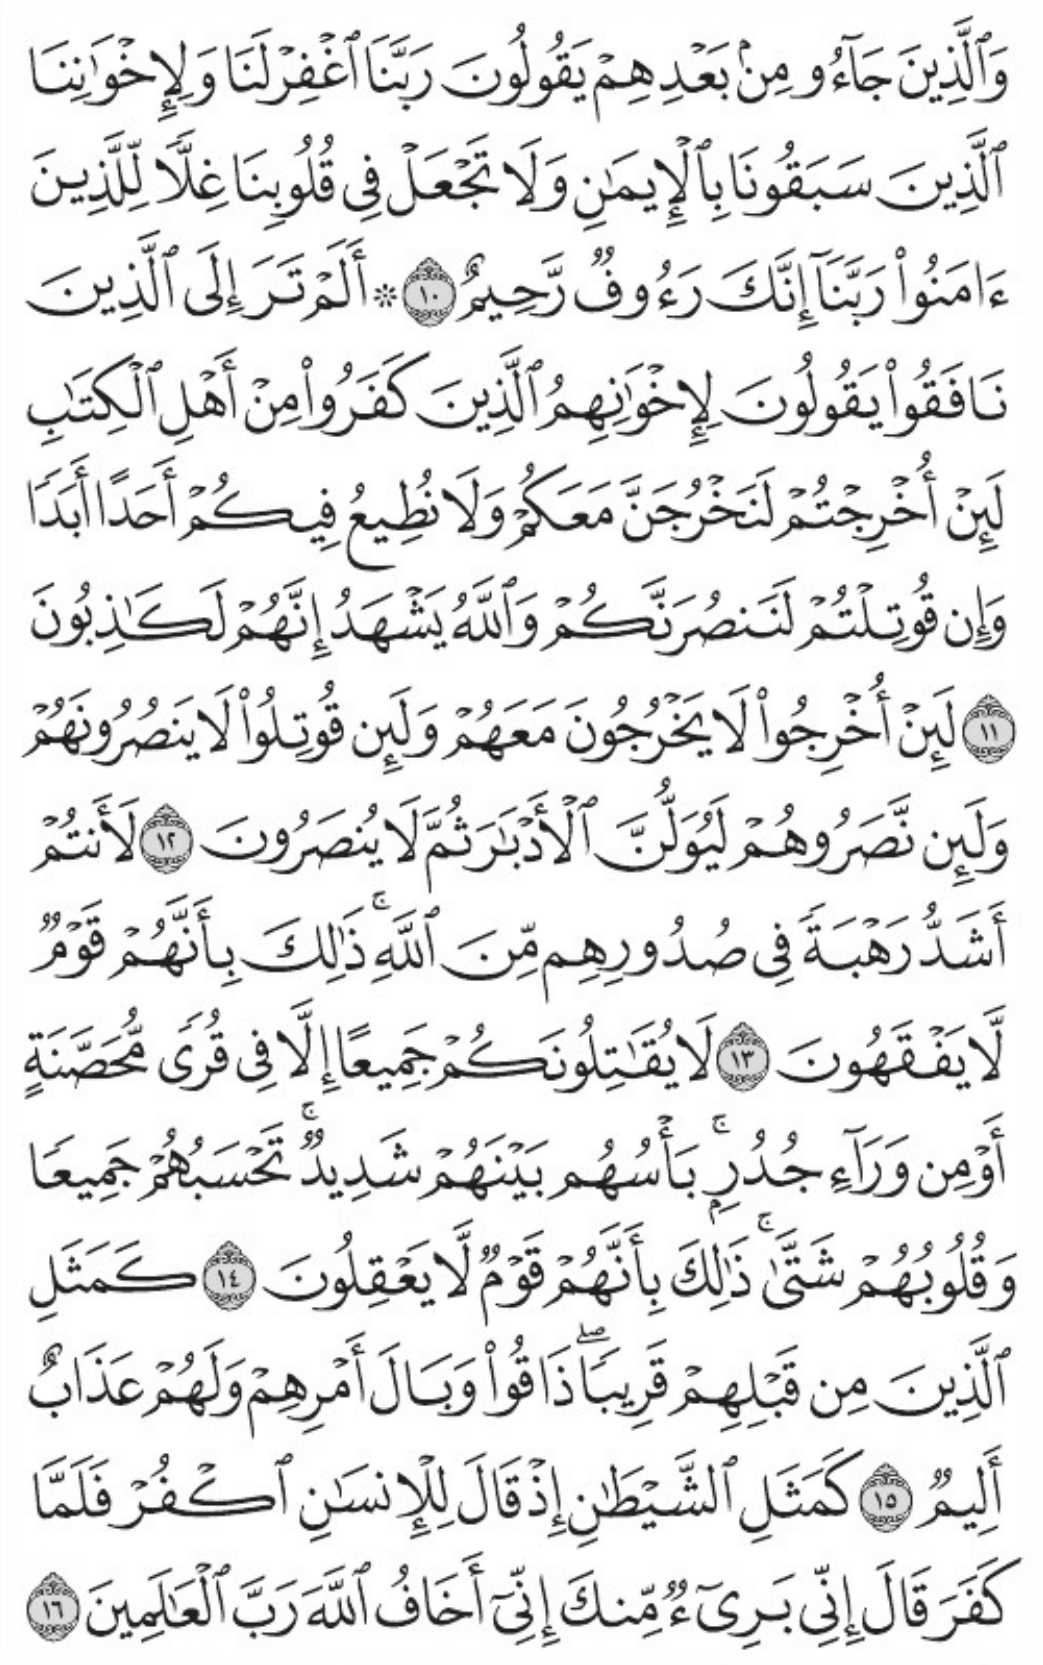 وَٱلَّذِينَ جَآءُو مِنۢ بَعۡدِهِمۡ يَقُولُونَ رَبَّنَا ٱغۡفِرۡ لَنَا وَلِإِخۡوَٰنِنَا
ٱلَّذِينَ سَبَقُونَا بِٱلۡإِيمَٰنِ وَلَا تَجۡعَلۡ فِي قُلُوبِنَا غِلّٗا لِّلَّذِينَ
ءَامَنُواْ رَبَّنَآ إِنَّكَ رَءُوفٞ رَّحِيمٌ ١٠ ۞ أَلَمۡ تَرَ إِلَى ٱلَّذِينَ
نَافَقُواْ يَقُولُونَ لِإِخۡوَٰنِهِمُ ٱلَّذِينَ كَفَرُواْ مِنۡ أَهۡلِ ٱلۡكِتَٰبِ
لَئِنۡ أُخۡرِجۡتُمۡ لَنَخۡرُجَنَّ مَعَكُمۡ وَلَا نُطِيعُ فِيكُمۡ أَحَدًا أَبَدٗا
وَإِن قُوتِلۡتُمۡ لَنَنصُرَنَّكُمۡ وَٱللَّهُ يَشۡهَدُ إِنَّهُمۡ لَكَٰذِبُونَ
١١ لَئِنۡ أُخۡرِجُواْ لَا يَخۡرُجُونَ مَعَهُمۡ وَلَئِن قُوتِلُواْ لَا يَنصُرُونَهُمۡ
وَلَئِن نَّصَرُوهُمۡ لَيُوَلُّنَّ ٱلۡأَدۡبَٰرَ ثُمَّ لَا يُنصَرُونَ ١٢ لَأَنتُمۡ
أَشَدُّ رَهۡبَةٗ فِي صُدُورِهِم مِّنَ ٱللَّهِۚ ذَٰلِكَ بِأَنَّهُمۡ قَوۡمٞ
لَّا يَفۡقَهُونَ ١٣ لَا يُقَٰتِلُونَكُمۡ جَمِيعًا إِلَّا فِي قُرٗى مُّحَصَّنَةٍ
أَوۡ مِن وَرَآءِ جُدُرِۭۚ بَأۡسُهُم بَيۡنَهُمۡ شَدِيدٞۚ تَحۡسَبُهُمۡ جَمِيعٗا
وَقُلُوبُهُمۡ شَتَّىٰۚ ذَٰلِكَ بِأَنَّهُمۡ قَوۡمٞ لَّا يَعۡقِلُونَ ١٤ كَمَثَلِ
ٱلَّذِينَ مِن قَبۡلِهِمۡ قَرِيبٗاۖ ذَاقُواْ وَبَالَ أَمۡرِهِمۡ وَلَهُمۡ عَذَابٌ
أَلِيمٞ ١٥ كَمَثَلِ ٱلشَّيۡطَٰنِ إِذۡ قَالَ لِلۡإِنسَٰنِ ٱكۡفُرۡ فَلَمَّا
كَفَرَ قَالَ إِنِّي بَرِيٓءٞ مِّنكَ إِنِّيٓ أَخَافُ ٱللَّهَ رَبَّ ٱلۡعَٰلَمِينَ ١٦